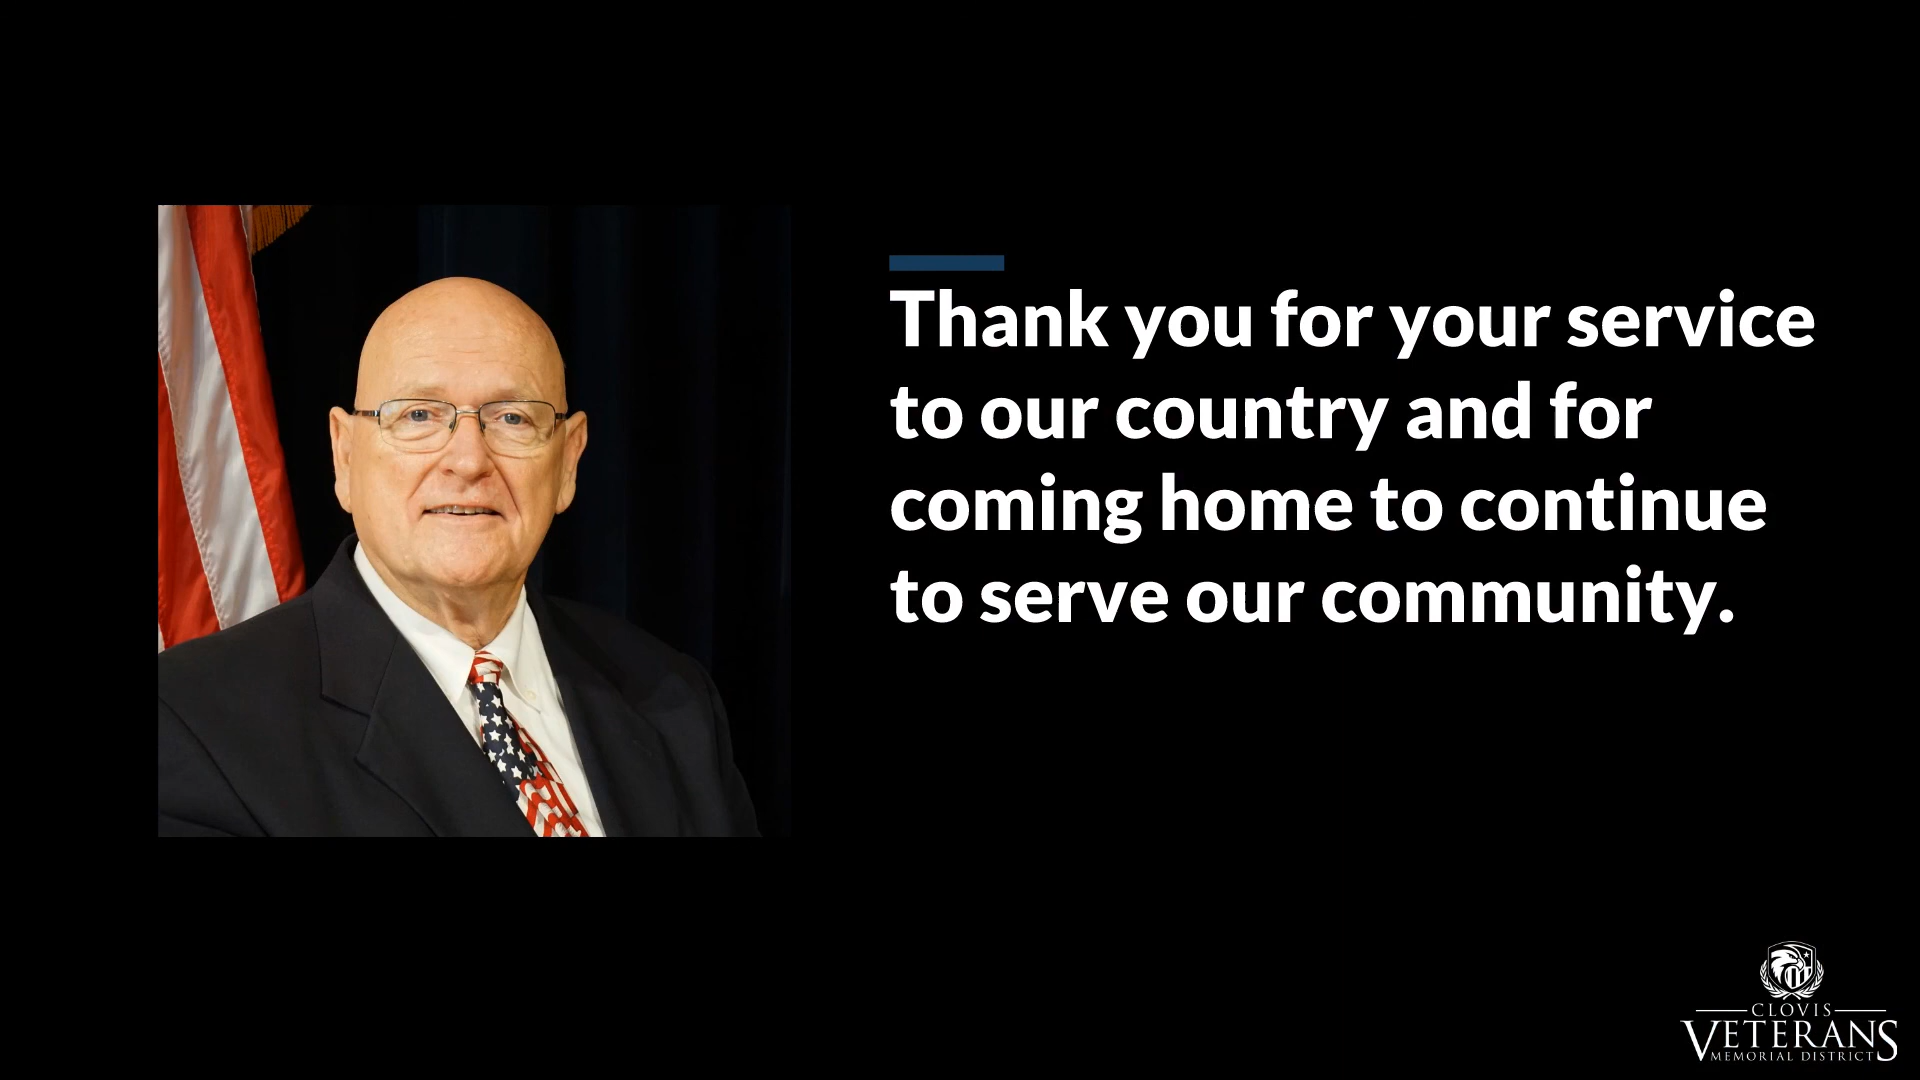 Thank you for your service
to our country and for
coming home to continue
to serve our community.
CLOVIS
VETERANS
MEMORIAL DISTRICT